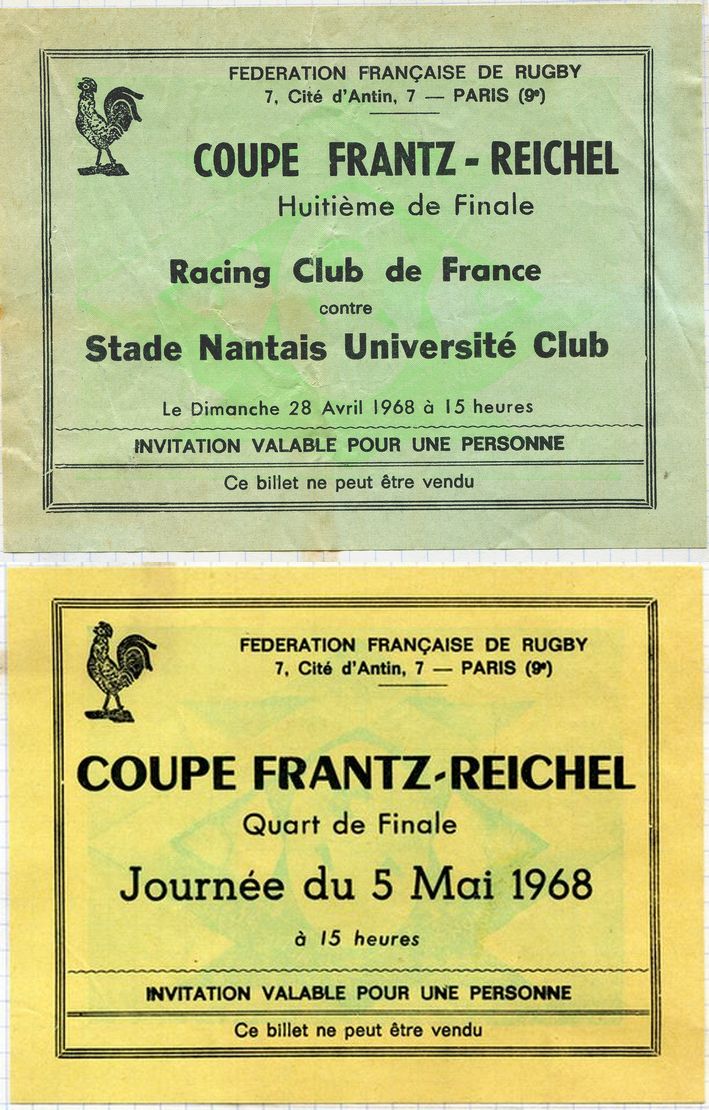 FEDERATION FRANÇAISE DE RUGBY
7, Cité d'Antin, 7 — PARIS (9e)
COUPE FRANTZ - REICHEL
Huitième de Finale
Racing Club de France
contre
Stade Nantais Université Club
Le Dimanche 28 Avril 1968 à 15 heures
INVITATION VALABLE POUR UNE PERSONNE
Ce billet ne peut être vendu
FEDERATION FRANÇAISE DE RUGBY
7, Cité d'Antin, 7 — PARIS (9e)
COUPE FRANTZ-REICHEL
Quart de Finale
Journée du 5 Mai 1968
à 15 heures
INVITATION VALABLE POUR UNE PERSONNE
Ce billet ne peut être vendu